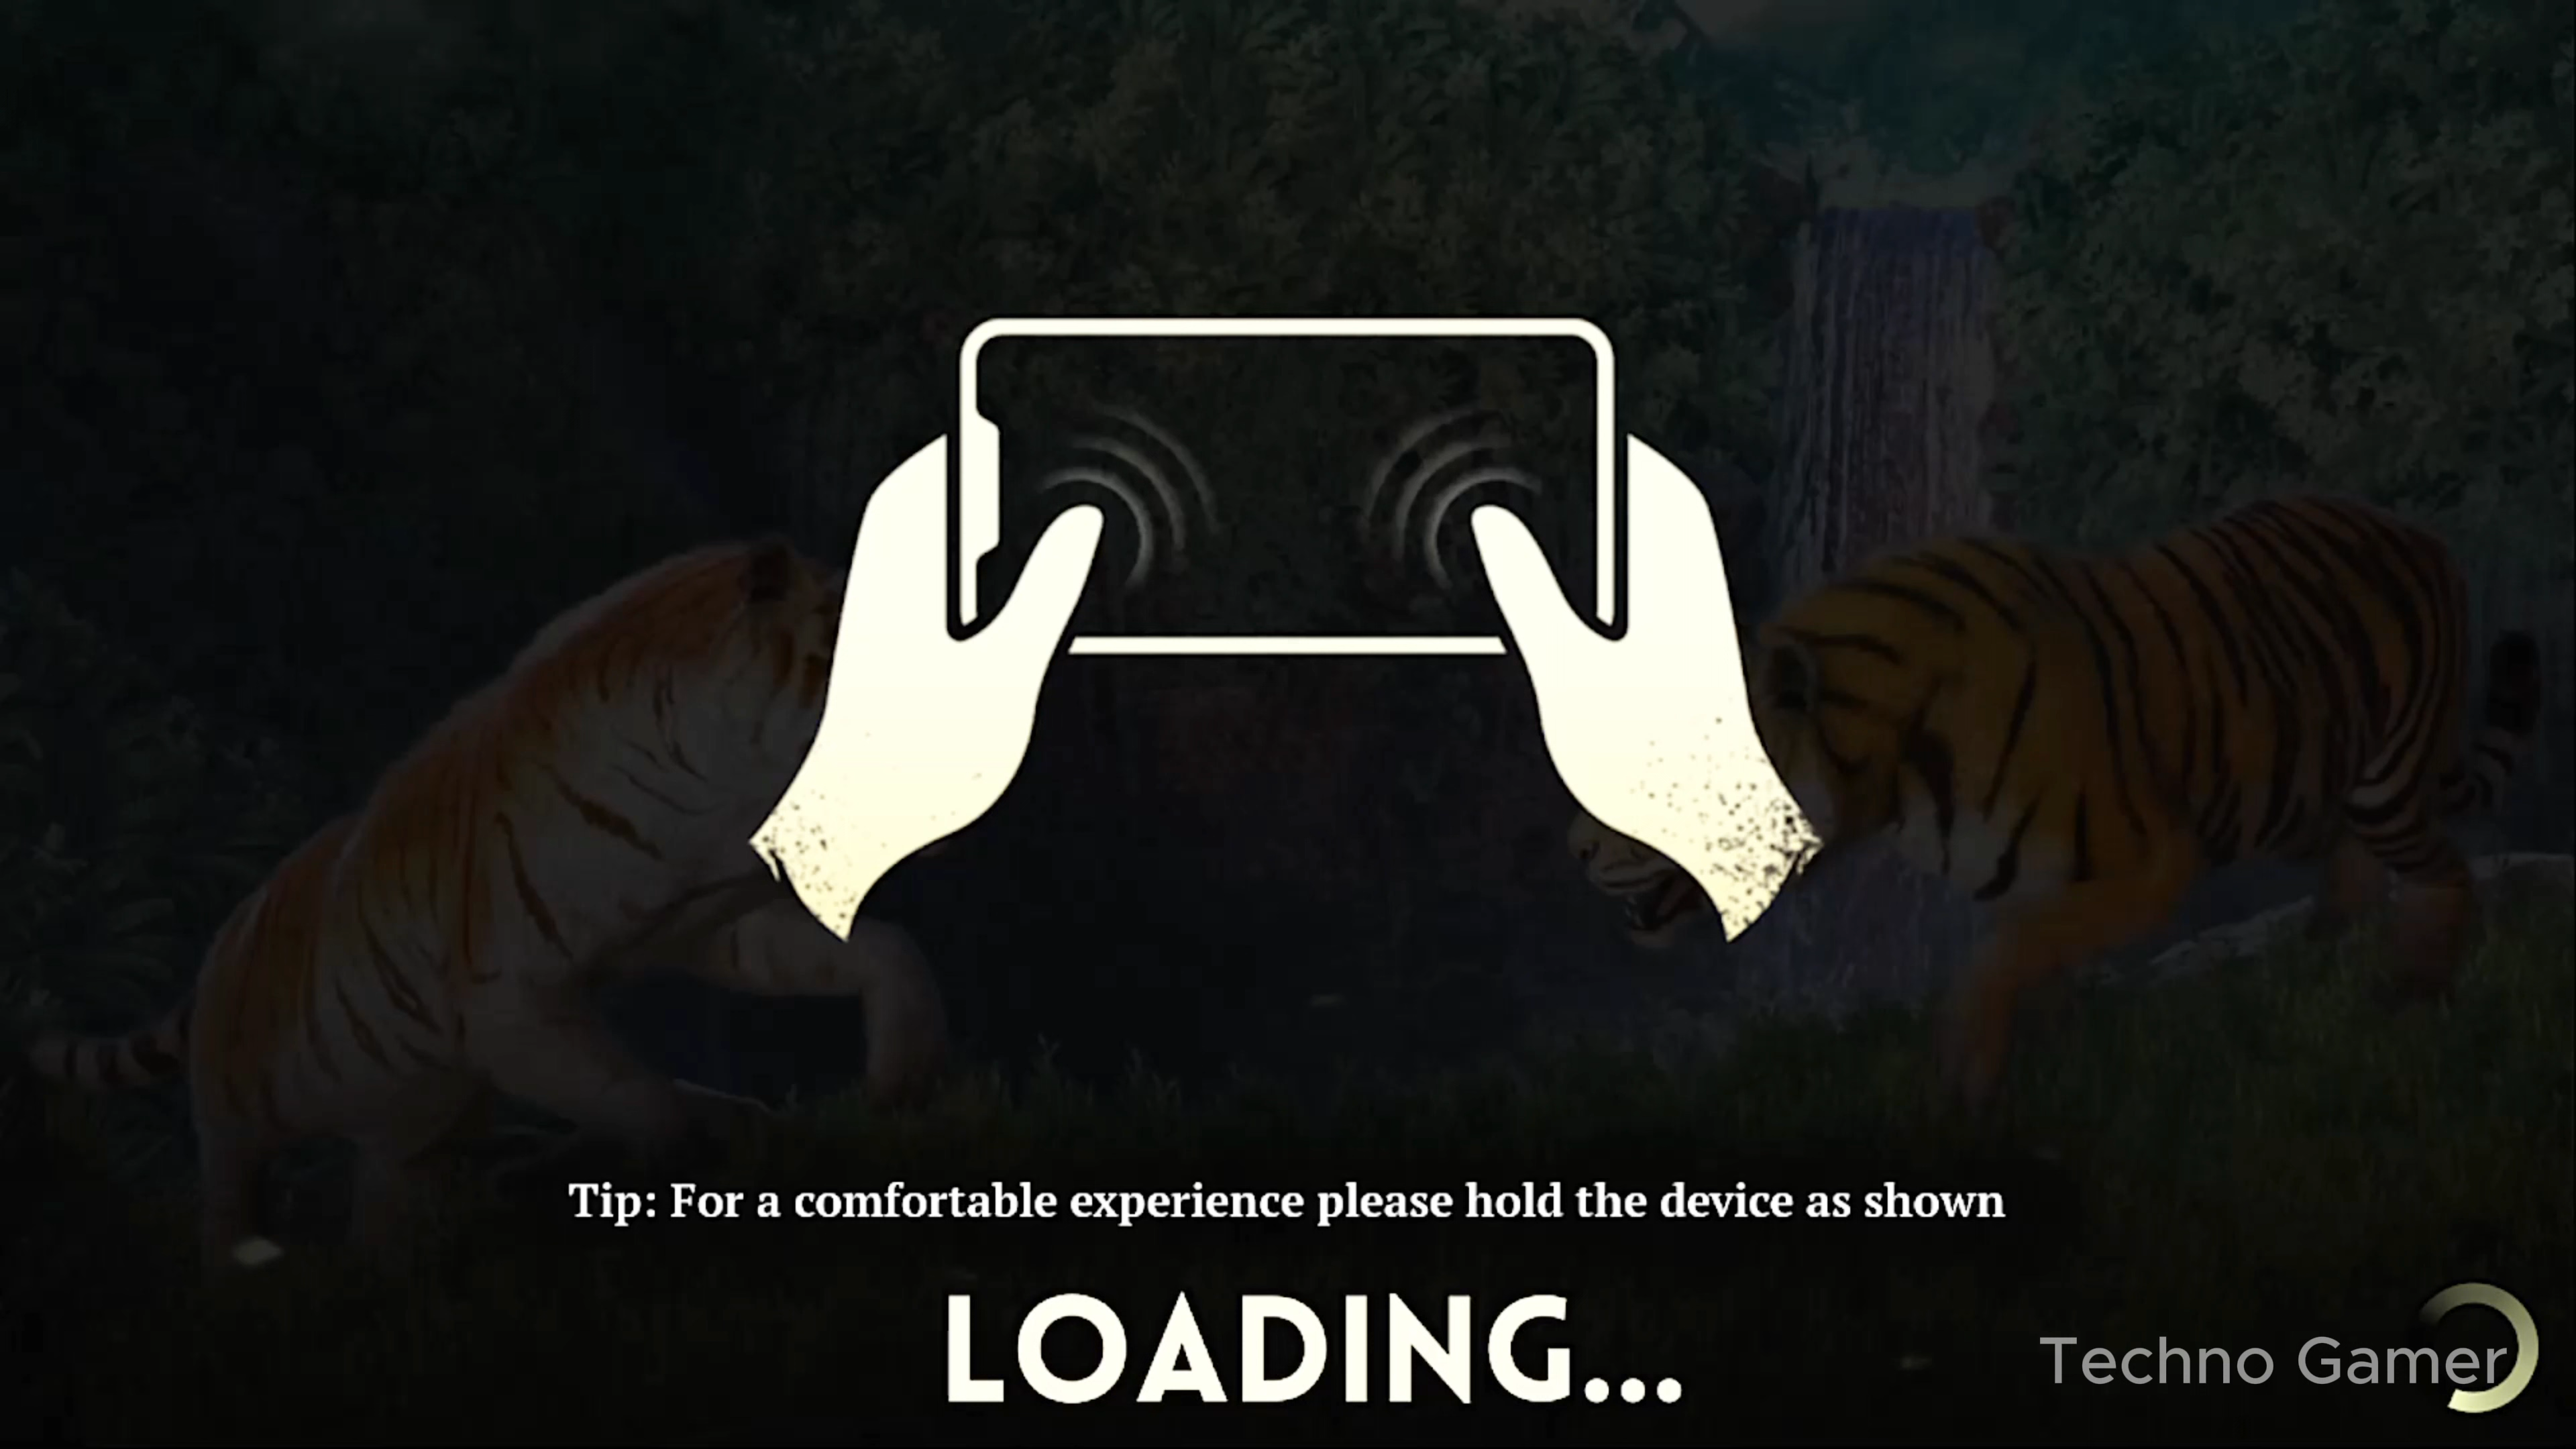 Tip: For a comfortable experience please hold the device as shown
LOADING...
Techno Gamer